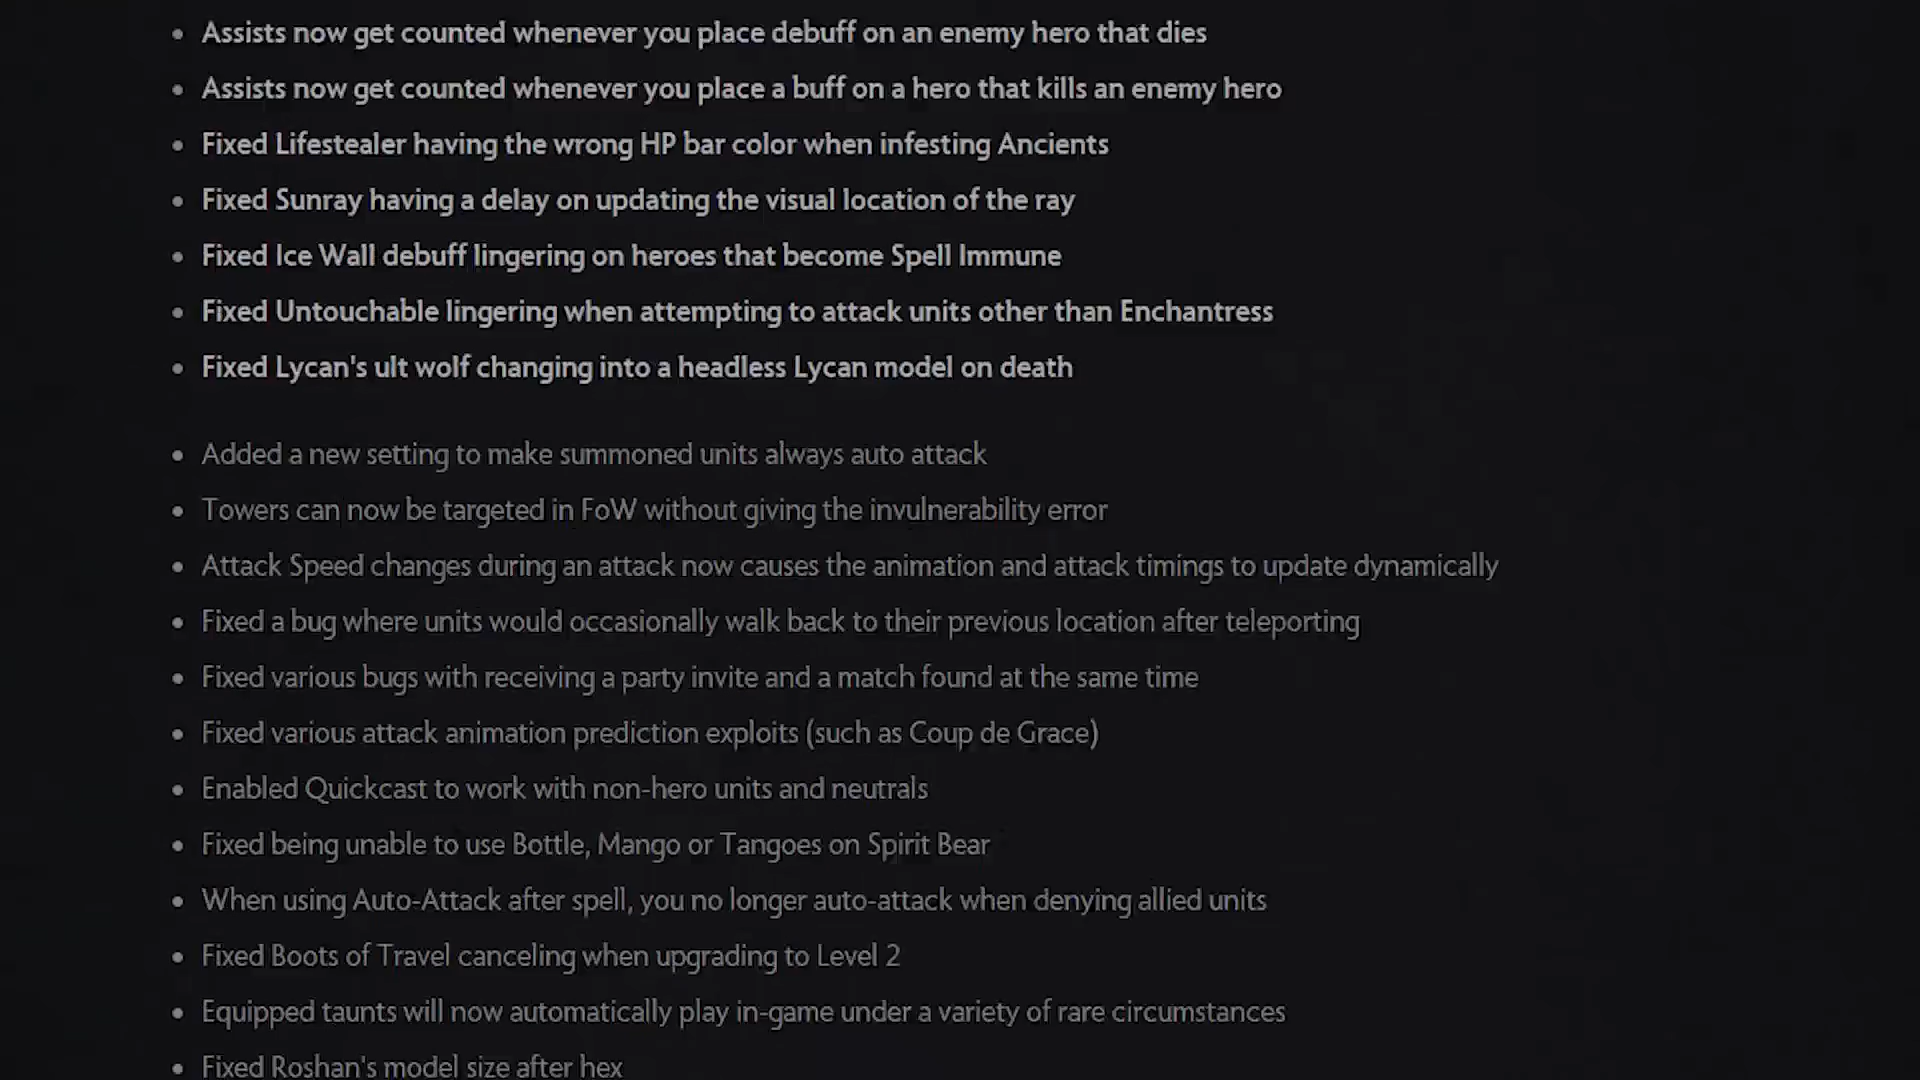 Assists now get counted whenever you place debuff on an enemy hero that dies
Assists now get counted whenever you place a buff on a hero that kills an enemy hero
Fixed Lifestealer having the wrong HP bar color when infesting Ancients
Fixed Sunray having a delay on updating the visual location of the ray
Fixed Ice Wall debuff lingering on heroes that become Spell Immune
Fixed Untouchable lingering when attempting to attack units other than Enchantress
Fixed Lycan's ult wolf changing into a headless Lycan model on death
Added a new setting to make summoned units always auto attack
Towers can now be targeted in FoW without giving the invulnerability error
Attack Speed changes during an attack now causes the animation and attack timings to update dynamically
Fixed a bug where units would occasionally walk back to their previous location after teleporting
Fixed various bugs with receiving a party invite and a match found at the same time
Fixed various attack animation prediction exploits (such as Coup de Grace)
Enabled Quickcast to work with non-hero units and neutrals
Fixed being unable to use Bottle, Mango or Tangoes on Spirit Bear
When using Auto-Attack after spell, you no longer auto-attack when denying allied units
Fixed Boots of Travel canceling when upgrading to Level 2
Equipped taunts will now automatically play in-game under a variety of rare circumstances
Fixed Roshan's model size after hex